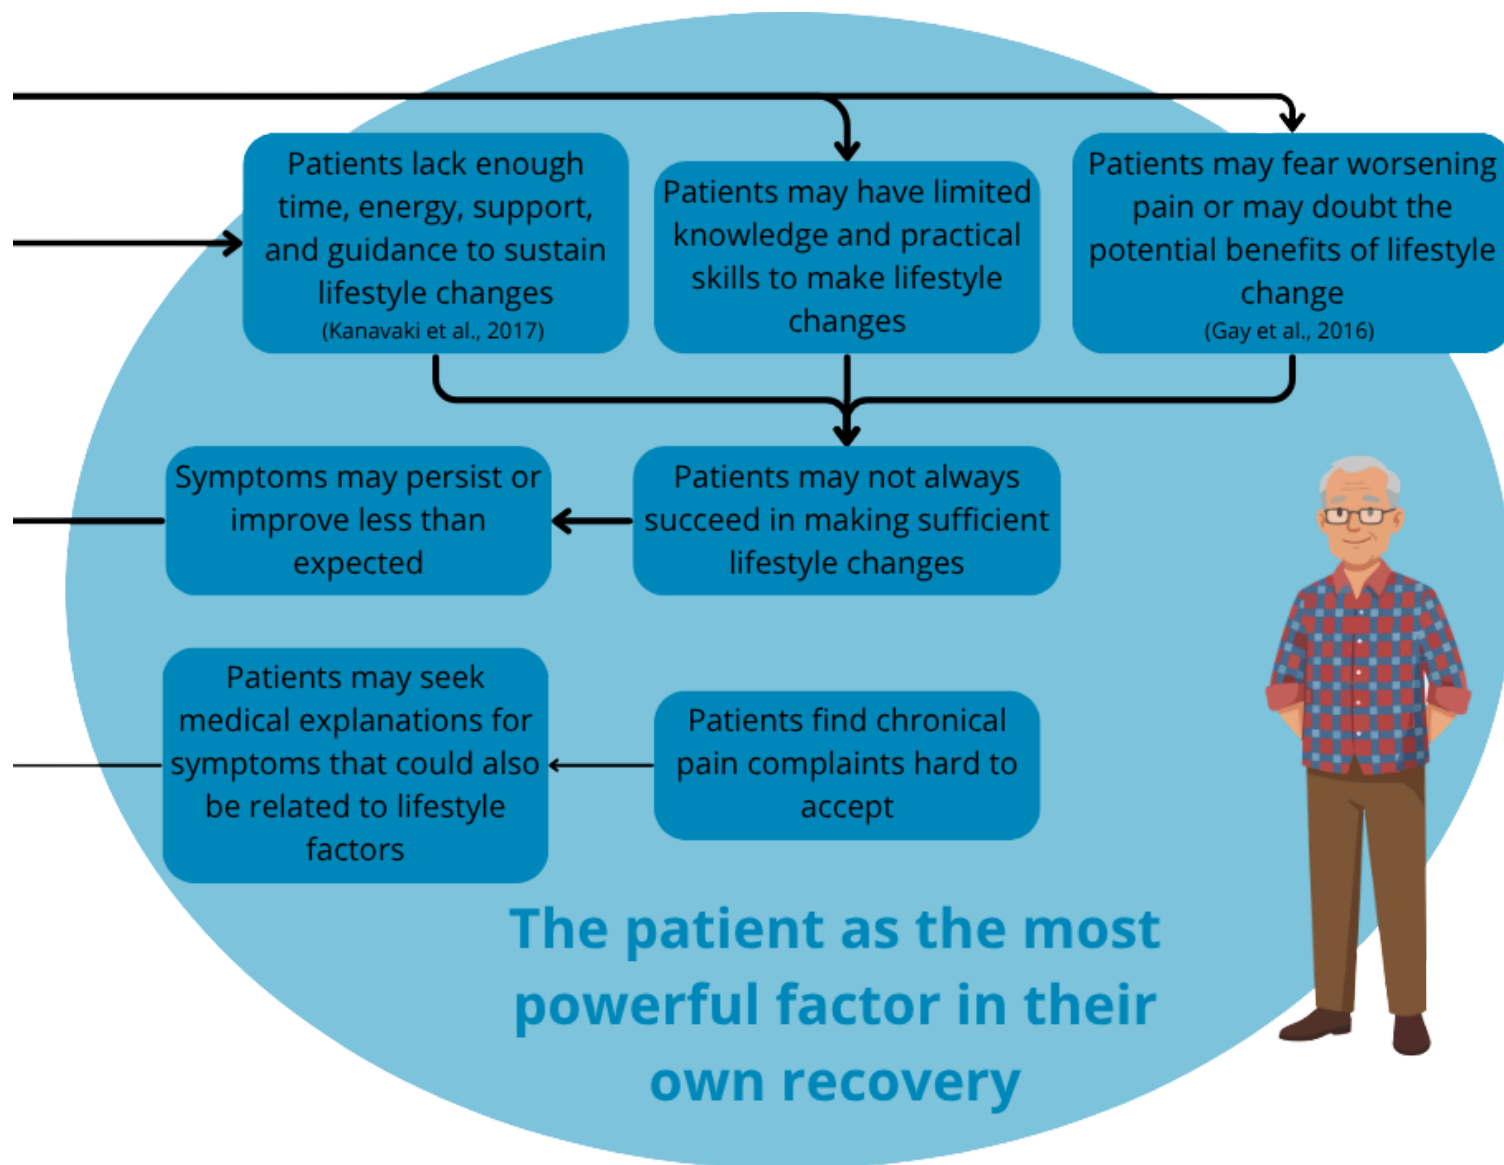 Patients lack enough
time, energy, support,
and guidance to sustain
lifestyle changes
(Kanavaki et al., 2017)
Patients may have limited
knowledge and practical
skills to make lifestyle
changes
Patients may fear worsening
pain or may doubt the
potential benefits of lifestyle
change
(Gay et al., 2016)
Symptoms may persist or
improve less than
expected
Patients may not always
succeed in making sufficient
lifestyle changes
Patients may seek
medical explanations for
symptoms that could also
be related to lifestyle
factors
Patients find chronical
pain complaints hard to
accept
The patient as the most
powerful factor in their
own recovery